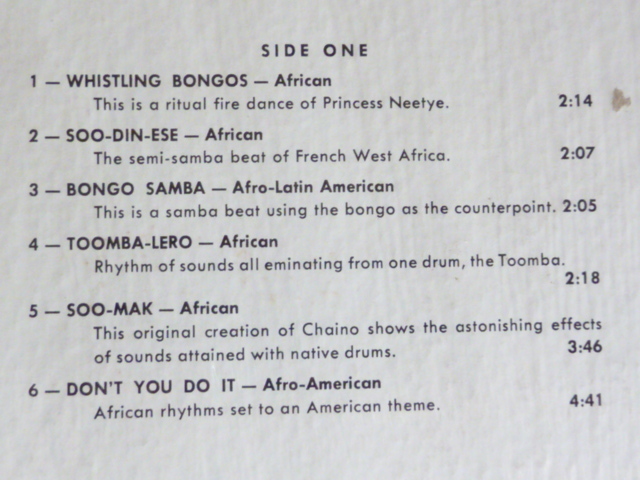 SIDE ONE
1 — WHISTLING BONGOS — African
This is a ritual fire dance of Princess Neetye. 2:14
2 — SOO-DIN-ESE — African
The semi-samba beat of French West Africa. 2:07
3 — BONGO SAMBA — Afro-Latin American
This is a samba beat using the bongo as the counterpoint. 2:05
4 — TOOMBA-LERO — African
Rhythm of sounds all eminating from one drum, the Toomba.
2:18
5 — SOO-MAK — African
This original creation of Chaino shows the astonishing effects
of sounds attained with native drums. 3:46
6 — DON'T YOU DO IT — Afro-American
African rhythms set to an American theme. 4:41